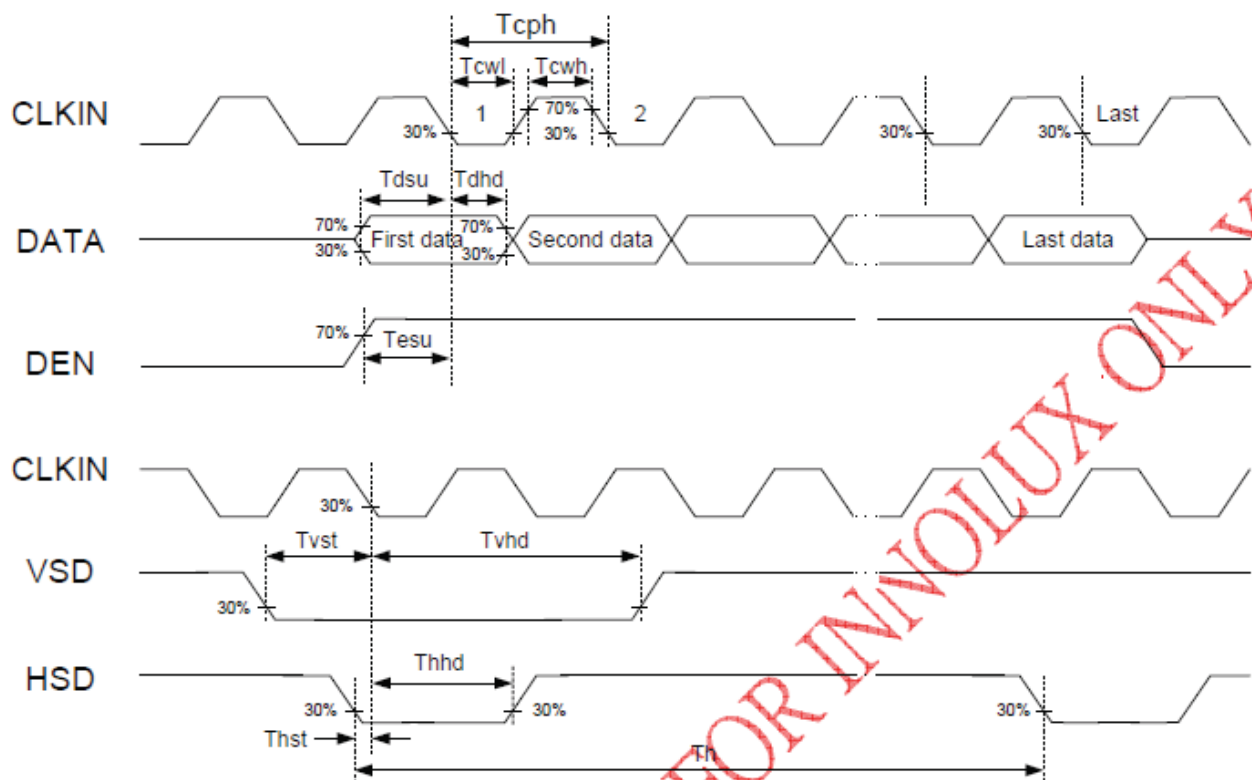 Tcph
Tcwl Tcwh
CLKIN 30% 1 70% 30% 2 30% 30% Last
Tdsu Tdhd
DATA 70% 30% First data 70% 30% Second data Last data
DEN 70% Tesu
CLKIN 30%
Tvst Tvhd
VSD 30%
HSD Thhd
30% 30% 30%
Thst Th
FOR INNOLUX ONLY